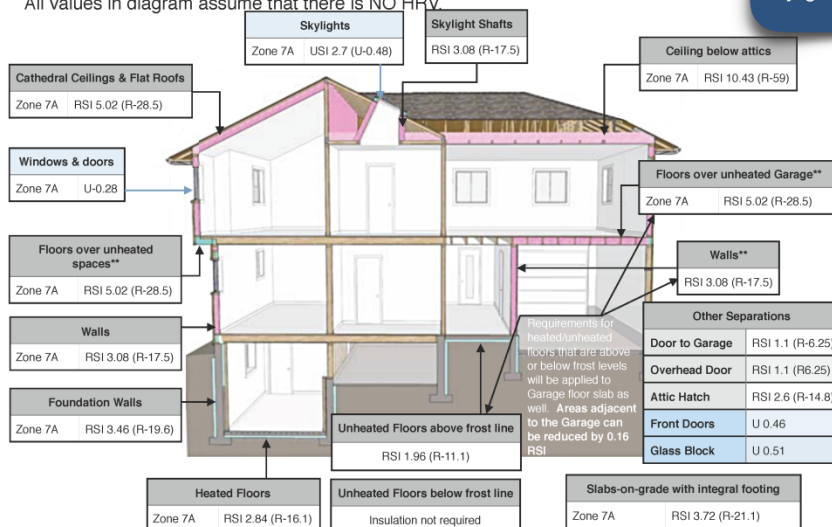 All values in diagram assume that there is NO HRV.
Skylights
Zone 7A USI 2.7 (U-0.48)
Skylight Shafts
RSI 3.08 (R-17.5)
Ceiling below attics
Zone 7A RSI 10.43 (R-59)
Cathedral Ceilings & Flat Roofs
Zone 7A RSI 5.02 (R-28.5)
Windows & doors
Zone 7A U-0.28
Floors over unheated Garage**
Zone 7A RSI 5.02 (R-28.5)
Floors over unheated
spaces**
Zone 7A RSI 5.02 (R-28.5)
Walls**
RSI 3.08 (R-17.5)
Walls
Zone 7A RSI 3.08 (R-17.5)
Requirements for
heated/unheated
floors that are above
or below frost levels
will be applied to
Garage floor slab as
well. Areas adjacent
to the Garage can
be reduced by 0.16
RSI
Other Separations
Door to Garage RSI 1.1 (R-6.25)
Overhead Door RSI 1.1 (R6.25)
Attic Hatch RSI 2.6 (R-14.8)
Front Doors U 0.46
Glass Block U 0.51
Foundation Walls
Zone 7A RSI 3.46 (R-19.6)
Unheated Floors above frost line
RSI 1.96 (R-11.1)
Heated Floors
Zone 7A RSI 2.84 (R-16.1)
Unheated Floors below frost line
Insulation not required
Slabs-on-grade with integral footing
Zone 7A RSI 3.72 (R-21.1)